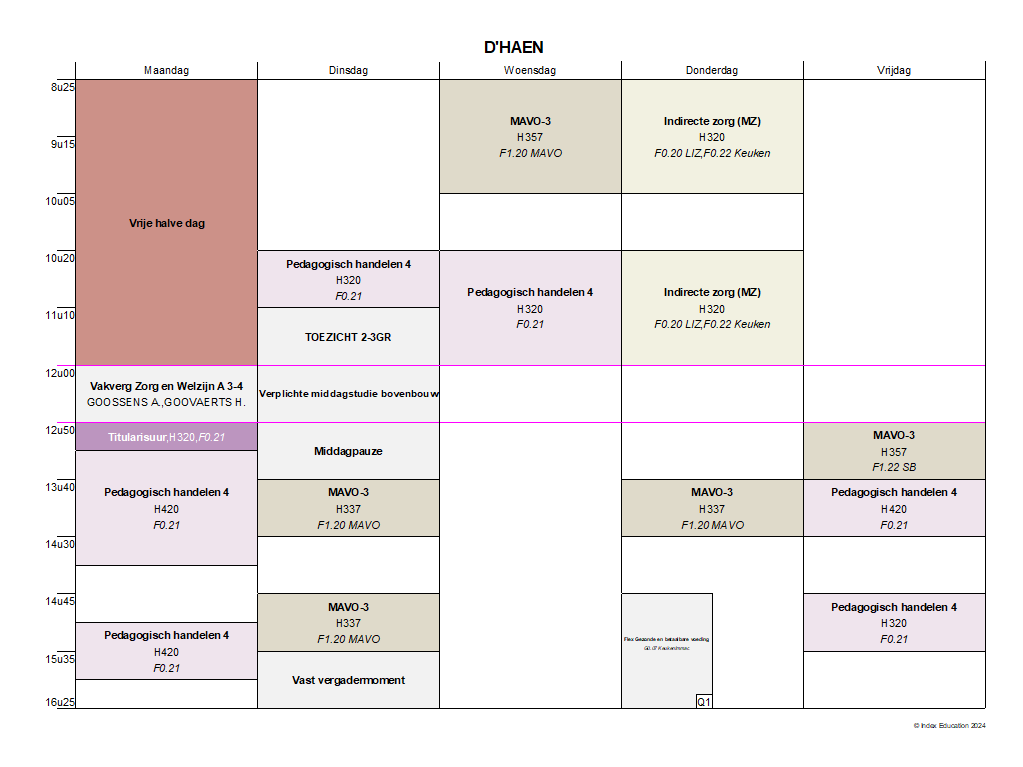 D'HAEN
Maandag
Dinsdag
Woensdag
Donderdag
Vrijdag
8u25
9u15
10u05
10u20
11u10
12u00
12u50
13u40
14u30
14u45
15u35
16u25
Vrije halve dag
Vakverg Zorg en Welzijn A 3-4
GOOSSENS A.,GOOVAERTS H.
Titularisuur,H320,F0.21
Pedagogisch handelen 4
H420
F0.21
Pedagogisch handelen 4
H420
F0.21
Pedagogisch handelen 4
H320
F0.21
TOEZICHT 2-3GR
Verplichte middagstudie bovenbouw
Middagpauze
MAVO-3
H337
F1.20 MAVO
MAVO-3
H337
F1.20 MAVO
Vast vergadermoment
MAVO-3
H357
F1.20 MAVO
Pedagogisch handelen 4
H320
F0.21
Indirecte zorg (MZ)
H320
F0.20 LIZ,F0.22 Keuken
Indirecte zorg (MZ)
H320
F0.20 LIZ,F0.22 Keuken
MAVO-3
H337
F1.20 MAVO
Flex Gezonde en betaalbare voeding
G0.07
Q1
MAVO-3
H357
F1.22 SB
Pedagogisch handelen 4
H420
F0.21
Pedagogisch handelen 4
H320
F0.21
© Index Education 2024